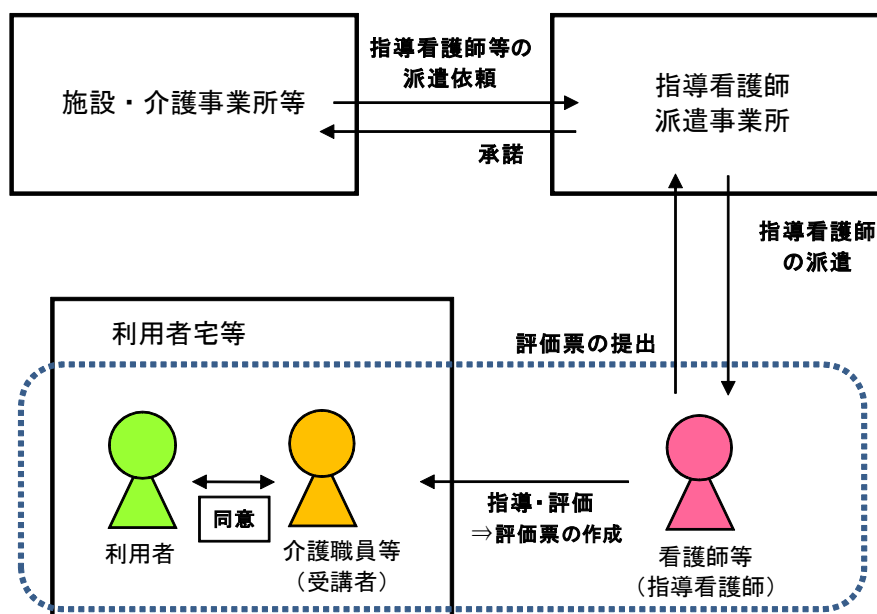 指導看護師等の
派遣依頼
施設・介護事業所等
指導看護師
派遣事業所
承諾
指導看護師
の派遣
利用者宅等
評価票の提出
同意
指導・評価
⇒評価票の作成
利用者
介護職員等
（受講者）
看護師等
（指導看護師）